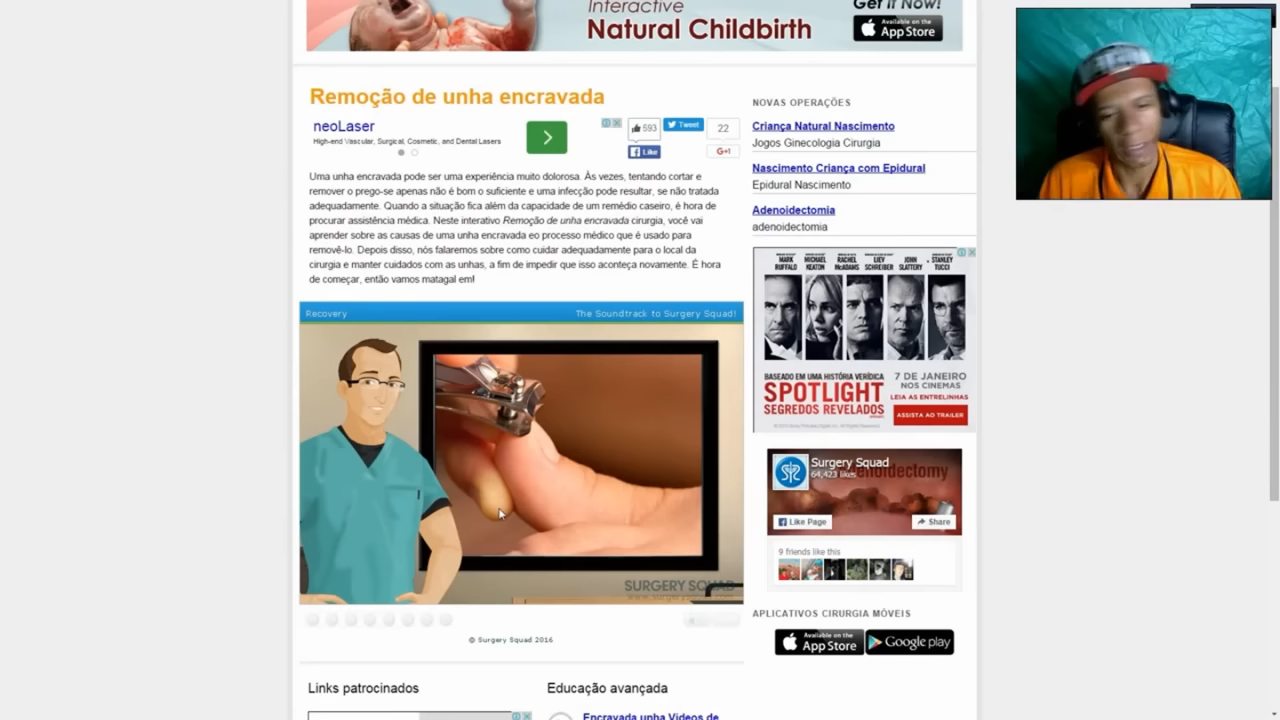 Interactive
Natural Childbirth
Get it Now!
Available on the
App Store
Remoção de unha encravada
neoLaser
High-end Vascular, Surgical, Cosmetic, and Dental Lasers
593
Tweet
22
Like
G+1
Uma unha encravada pode ser uma experiência muito dolorosa. Às vezes, tentando cortar e
remover o prego-se apenas não é bom o suficiente e uma infecção pode resultar, se não tratada
adequadamente. Quando a situação fica além da capacidade de um remédio caseiro, é hora de
procurar assistência médica. Neste interativo Remoção de unha encravada cirurgia, você vai
aprender sobre as causas de uma unha encravada eo processo médico que é usado para
removê-lo. Depois disso, nós falaremos sobre como cuidar adequadamente para o local da
cirurgia e manter cuidados com as unhas, a fim de impedir que isso aconteça novamente. É hora
de começar, então vamos matagal em!
Recovery
The Soundtrack to Surgery Squad!
SURGERY SQUAD
© Surgery Squad 2016
Links patrocinados
Educação avançada
Encravada unha Videos de
NOVAS OPERAÇÕES
Criança Natural Nascimento
Jogos Ginecologia Cirurgia
Nascimento Criança com Epidural
Epidural Nascimento
Adenoidectomia
adenoidectomia
MARK RUFFALO
MICHAEL KEATON
RACHEL McADAMS
LIEV SCHREIBER
JOHN SLATTERY
STANLEY TUCCI
BASEADO EM UMA HISTÓRIA VERÍDICA
SPOTLIGHT
SEGREDOS REVELADOS
7 DE JANEIRO
NOS CINEMAS
LEIA AS ENTRELINHAS
ASSISTA AO TRAILER
Surgery Squad
64,423 likes
Like Page
Share
9 friends like this
APLICATIVOS CIRURGIA MÓVEIS
Available on the
App Store
Google play